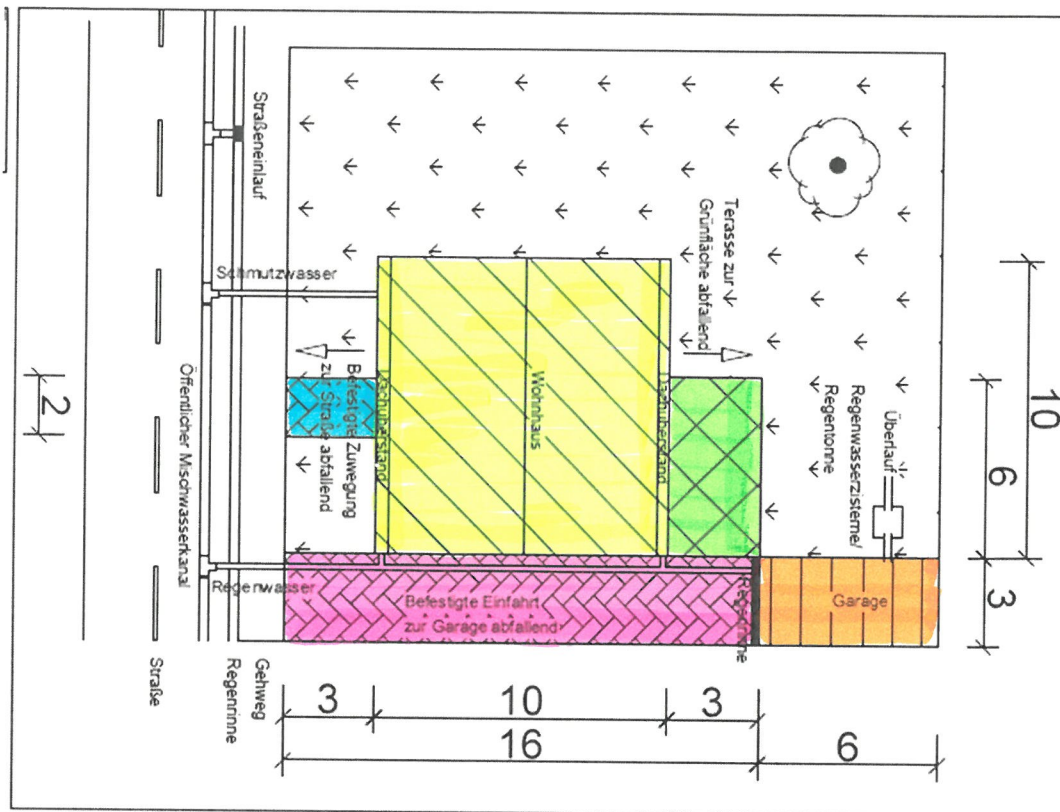 Straßeneinlauf
Schmutzwasser
Öffentlicher Mischwasserkanal
Regenwasser
Straße
Gehweg
Regenrinne
Befestigte Zuwegung
zur Straße abfallend
Dachüberstand
Wohnhaus
Dachüberstand
Terasse zur
Grünfläche abfallend
Überlauf
Regenwasserzisterne/
Regentonne
Befestigte Einfahrt
zur Garage abfallend
Regenrinne
Garage
2
10
6
3
3
10
3
16
6